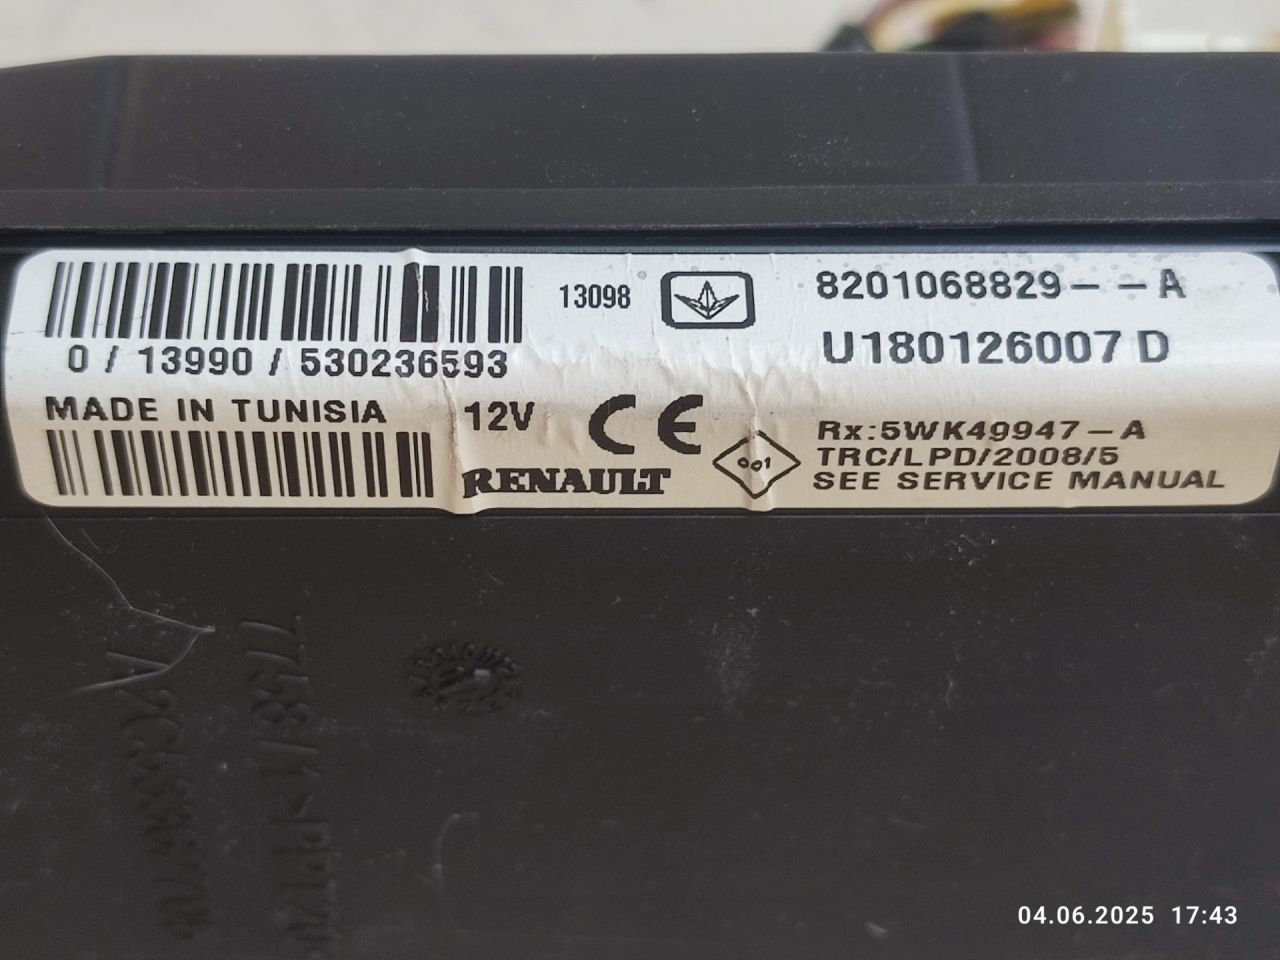 0 / 13990 / 530236593
13098
8201068829 - - A
U180126007 D
MADE IN TUNISIA
12V
CE
RENAULT
001
Rx:5WK49947-A
TRC/LPD/2008/5
SEE SERVICE MANUAL
04.06.2025 17:43